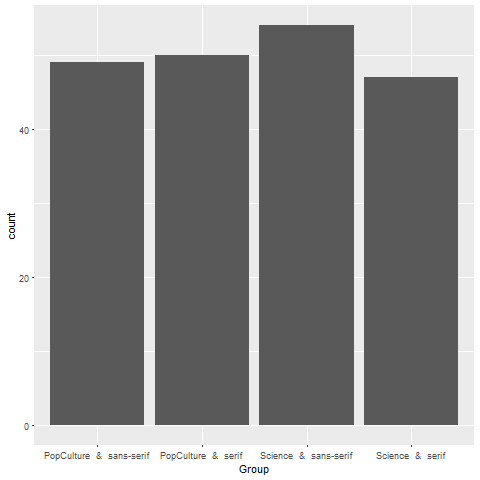 count
40
20
0
PopCulture & sans-serif
PopCulture & serif
Science & sans-serif
Science & serif
Group